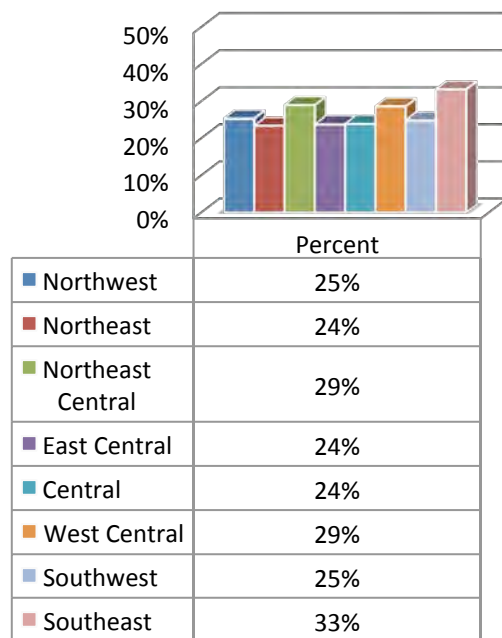 50%
40%
30%
20%
10%
0%
Percent
Northwest 25%
Northeast 24%
Northeast
Central 29%
East Central 24%
Central 24%
West Central 29%
Southwest 25%
Southeast 33%